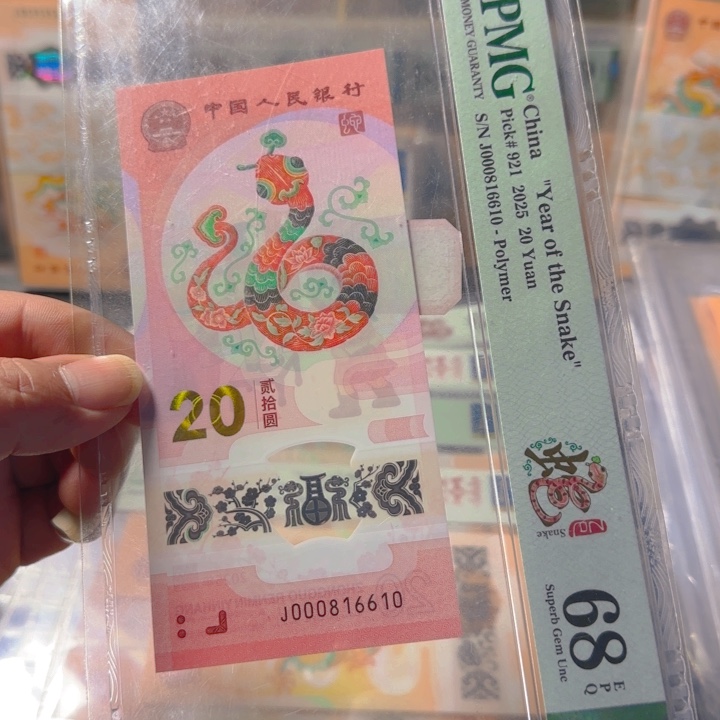 中国人民银行
20
贰拾圆
J000816610
PMG
MONEY GUARANTY
China "Year of the Snake"
Pick# 921 2025 20 Yuan
S/N J000816610 - Polymer
Snake
68 EPQ
Superb Gem Unc